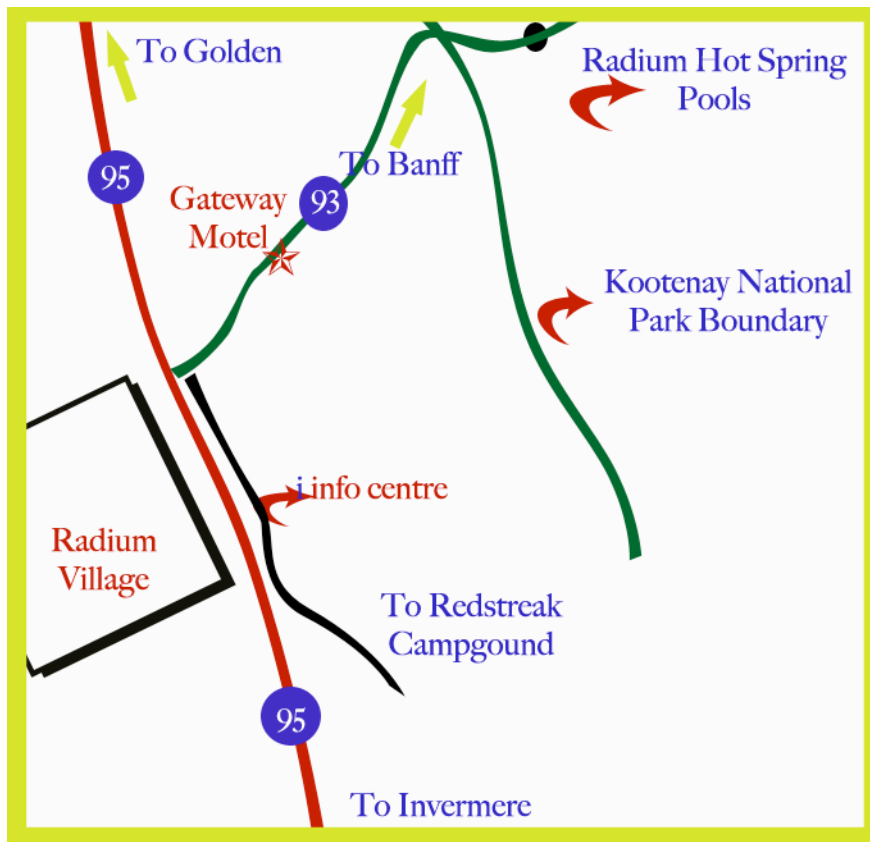 To Golden
Radium Hot Spring
Pools
95
To Banff
93
Gateway
Motel
Kootenay National
Park Boundary
i info centre
Radium
Village
To Redstreak
Campgound
95
To Invermere